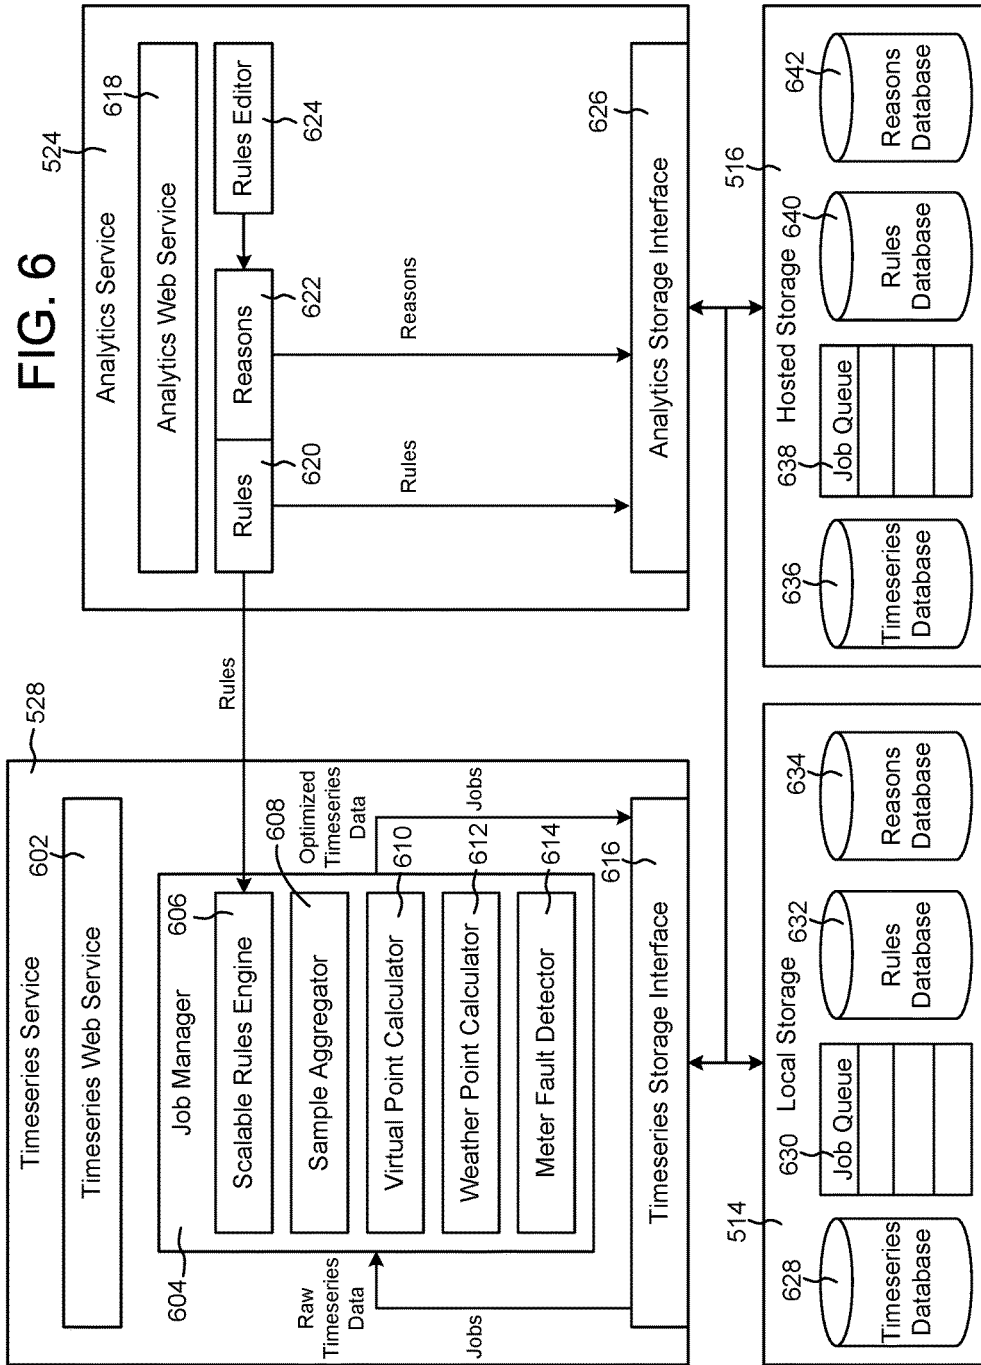 FIG. 6
Timeseries Service
528
Timeseries Web Service
602
Job Manager
604
Scalable Rules Engine
606
Sample Aggregator
608
Virtual Point Calculator
610
Weather Point Calculator
612
Meter Fault Detector
614
Raw Timeseries
Data
Jobs
Optimized
Timeseries
Data
Jobs
Timeseries Storage Interface
616
Rules
Analytics Service
524
Analytics Web Service
618
Rules
620
Reasons
622
Rules Editor
624
Rules
Reasons
Analytics Storage Interface
626
514
Local Storage
628
Timeseries
Database
630
Job Queue
632
Rules
Database
634
Reasons
Database
Hosted Storage
516
636
Timeseries
Database
638
Job Queue
640
Rules
Database
642
Reasons
Database